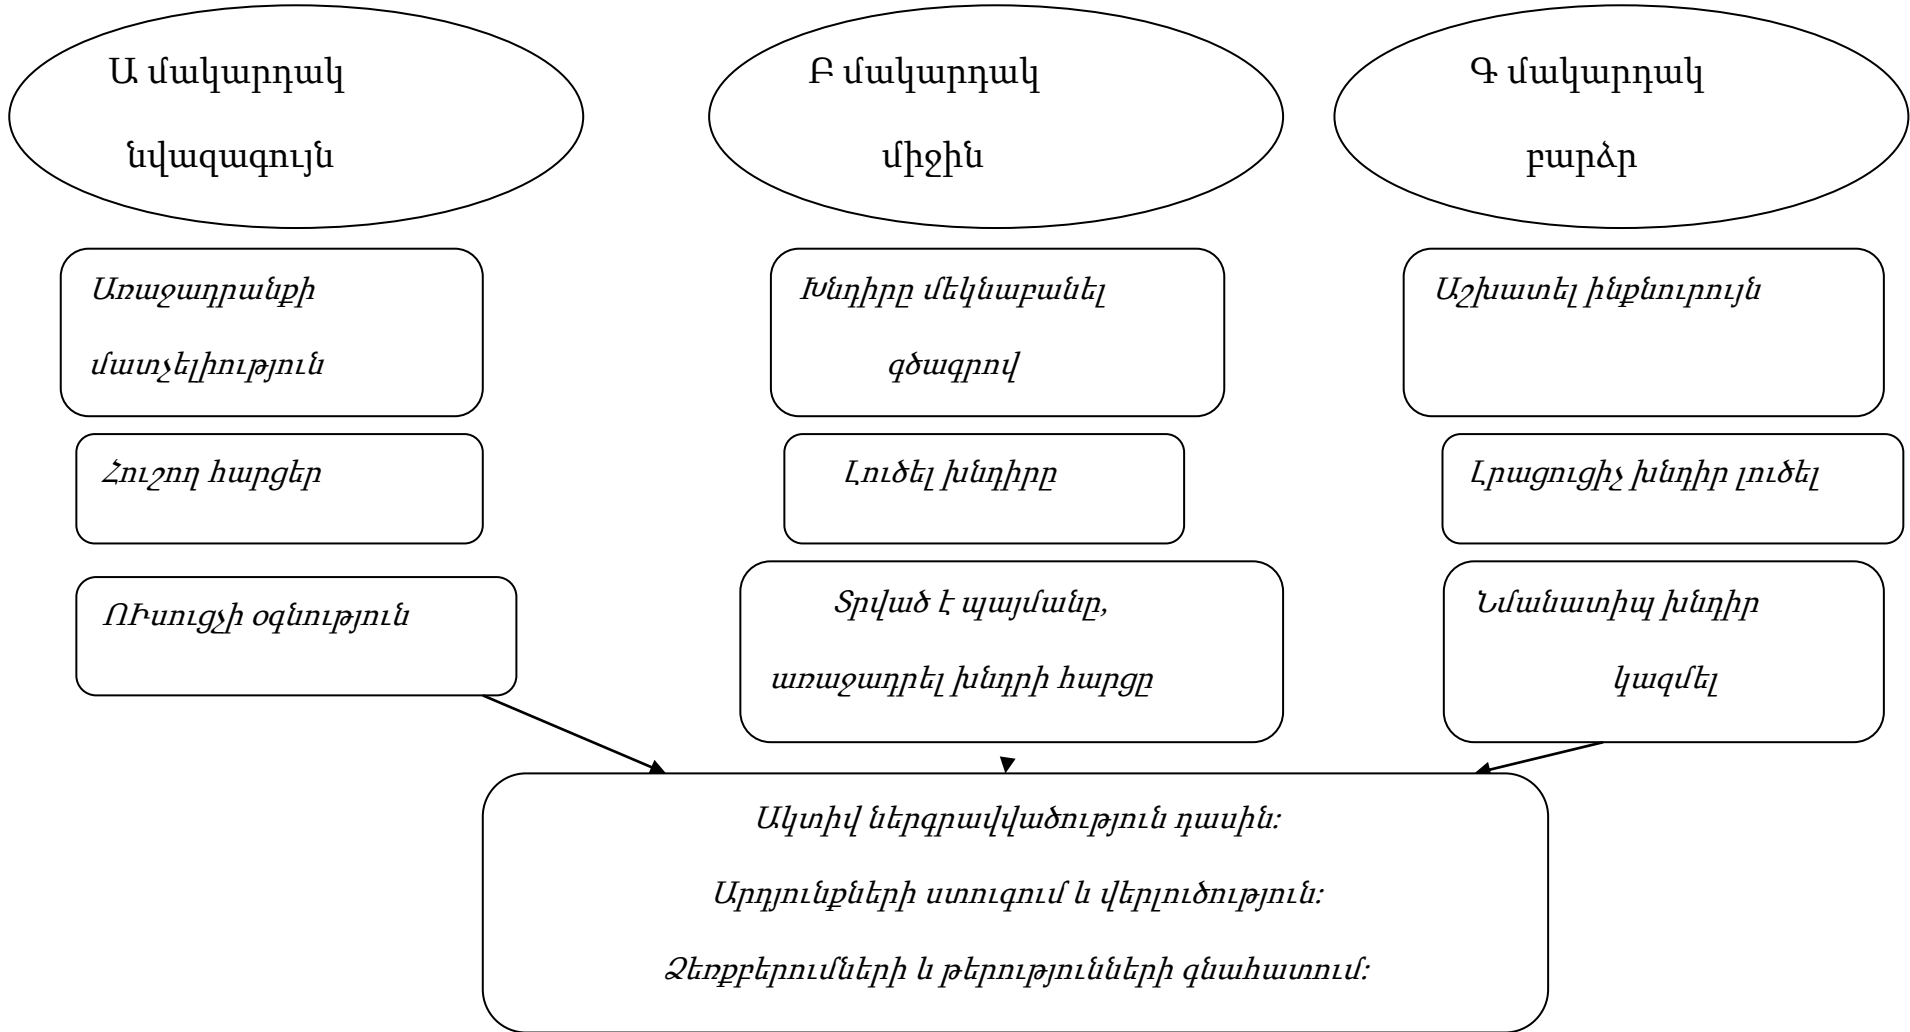 Ա մակարդակ
նվազագույն
Բ մակարդակ
միջին
Գ մակարդակ
բարձր
Առաջադրանքի
մատչելիություն
Խնդիրը մեկնաբանել
գծագրով
Աշխատել ինքնուրույն
Հուշող հարցեր
Լուծել խնդիրը
Լրացուցիչ խնդիր լուծել
ՈՒսուցչի օգնություն
Տրված է պայմանը,
առաջադրել խնդրի հարցը
Նմանատիպ խնդիր
կազմել
Ակտիվ ներգրավվածություն դասին:
Արդյունքների ստուգում և վերլուծություն:
Ձեռքբերումների և թերությունների գնահատում: